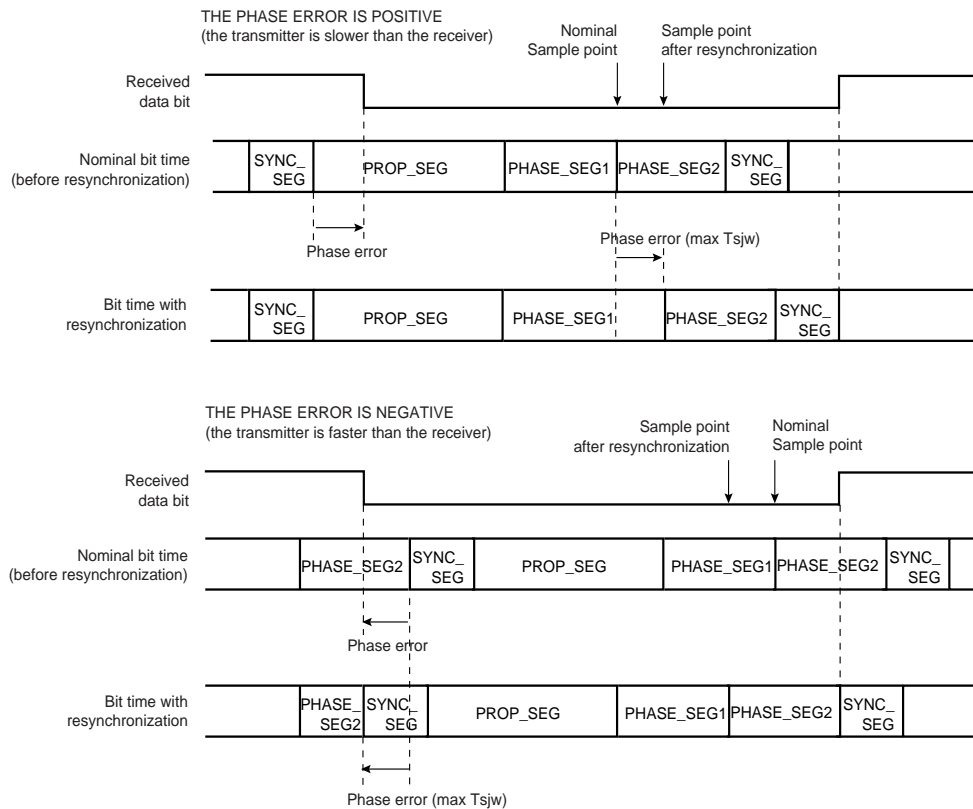 THE PHASE ERROR IS POSITIVE
(the transmitter is slower than the receiver)
Nominal
Sample point
Sample point
after resynchronization
Received
data bit
Nominal bit time
(before resynchronization)
SYNC_
SEG
PROP_SEG
PHASE_SEG1
PHASE_SEG2
SYNC_
SEG
Phase error
Phase error (max Tsjw)
Bit time with
resynchronization
SYNC_
SEG
PROP_SEG
PHASE_SEG1
PHASE_SEG2
SYNC_
SEG
THE PHASE ERROR IS NEGATIVE
(the transmitter is faster than the receiver)
Sample point
after resynchronization
Nominal
Sample point
Received
data bit
Nominal bit time
(before resynchronization)
PHASE_SEG2
SYNC_
SEG
PROP_SEG
PHASE_SEG1
PHASE_SEG2
SYNC_
SEG
Phase error
Bit time with
resynchronization
PHASE_
SEG2
SYNC_
SEG
PROP_SEG
PHASE_SEG1
PHASE_SEG2
SYNC_
SEG
Phase error (max Tsjw)